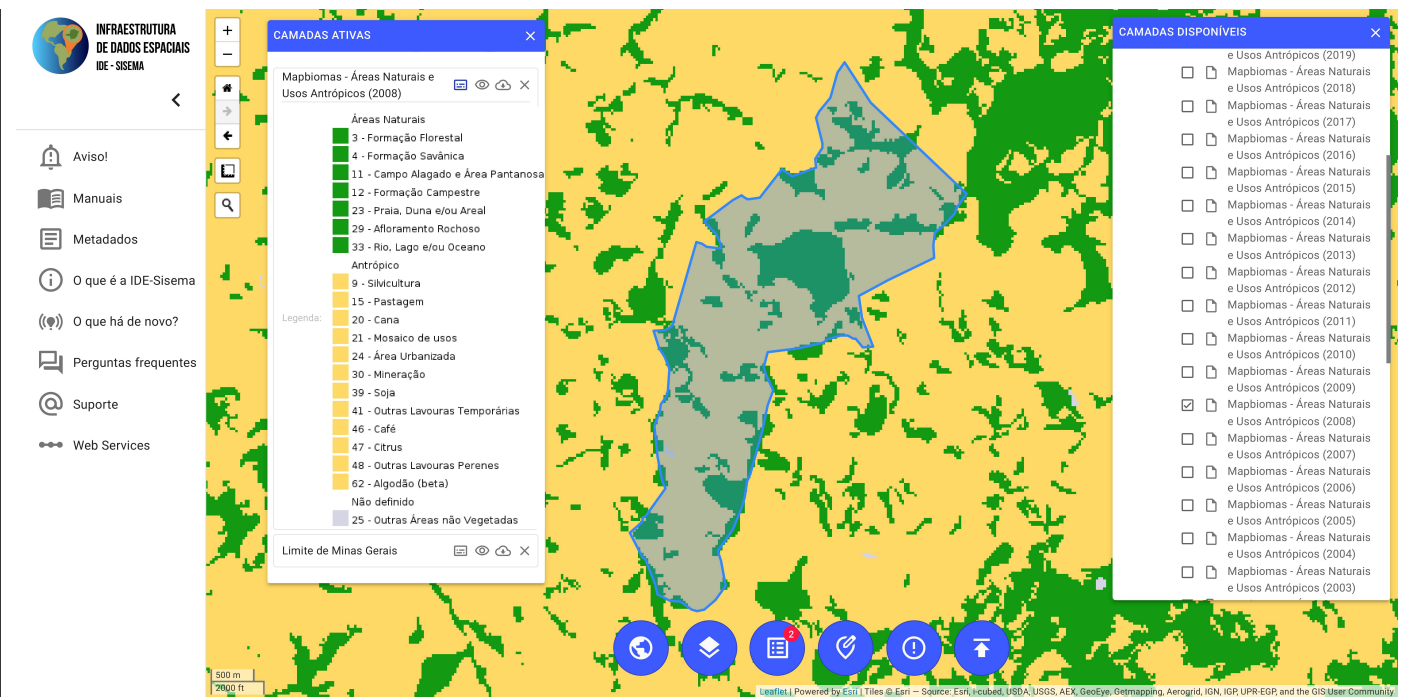 INFRAESTRUTURA
DE DADOS ESPACIAIS
IDE - SISEMA
Aviso!
Manuais
Metadados
O que é a IDE-Sisema
O que há de novo?
Perguntas frequentes
Suporte
Web Services
+
−
CAMADAS ATIVAS
Mapbiomas - Áreas Naturais e
Usos Antrópicos (2008)
Legenda:
Áreas Naturais
3 - Formação Florestal
4 - Formação Savânica
11 - Campo Alagado e Área Pantanosa
12 - Formação Campestre
23 - Praia, Duna e/ou Areal
29 - Afloramento Rochoso
33 - Rio, Lago e/ou Oceano
Antrópico
9 - Silvicultura
15 - Pastagem
20 - Cana
21 - Mosaico de usos
24 - Área Urbanizada
30 - Mineração
39 - Soja
41 - Outras Lavouras Temporárias
46 - Café
47 - Citrus
48 - Outras Lavouras Perenes
62 - Algodão (beta)
Não definido
25 - Outras Áreas não Vegetadas
Limite de Minas Gerais
CAMADAS DISPONÍVEIS
e Usos Antrópicos (2019)
Mapbiomas - Áreas Naturais
e Usos Antrópicos (2018)
Mapbiomas - Áreas Naturais
e Usos Antrópicos (2017)
Mapbiomas - Áreas Naturais
e Usos Antrópicos (2016)
Mapbiomas - Áreas Naturais
e Usos Antrópicos (2015)
Mapbiomas - Áreas Naturais
e Usos Antrópicos (2014)
Mapbiomas - Áreas Naturais
e Usos Antrópicos (2013)
Mapbiomas - Áreas Naturais
e Usos Antrópicos (2012)
Mapbiomas - Áreas Naturais
e Usos Antrópicos (2011)
Mapbiomas - Áreas Naturais
e Usos Antrópicos (2010)
Mapbiomas - Áreas Naturais
e Usos Antrópicos (2009)
Mapbiomas - Áreas Naturais
e Usos Antrópicos (2008)
Mapbiomas - Áreas Naturais
e Usos Antrópicos (2007)
Mapbiomas - Áreas Naturais
e Usos Antrópicos (2006)
Mapbiomas - Áreas Naturais
e Usos Antrópicos (2005)
Mapbiomas - Áreas Naturais
e Usos Antrópicos (2004)
Mapbiomas - Áreas Naturais
e Usos Antrópicos (2003)
2
500 m
2000 ft
Leaflet | Powered by Esri | Tiles © Esri — Source: Esri, i-cubed, USDA, USGS, AEX, GeoEye, Getmapping, Aerogrid, IGN, IGP, UPR-EGP, and the GIS User Community